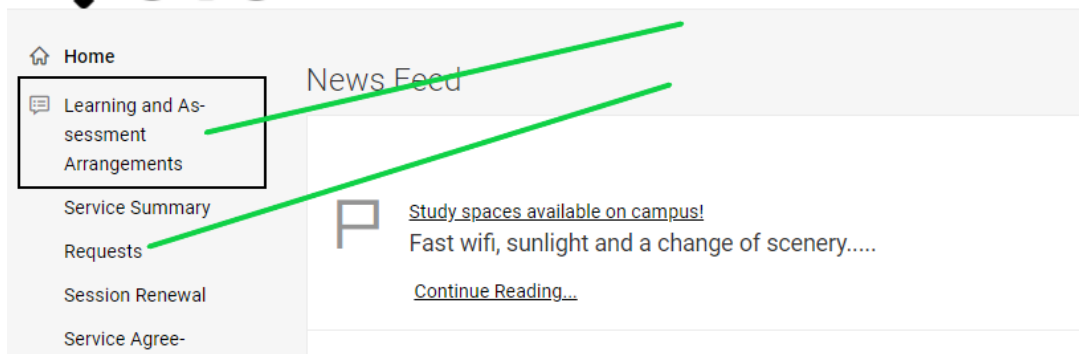 Home
Learning and As-
sessment
Arrangements
Service Summary
Requests
Session Renewal
Service Agree-
News Feed
Study spaces available on campus!
Fast wifi, sunlight and a change of scenery.....
Continue Reading...